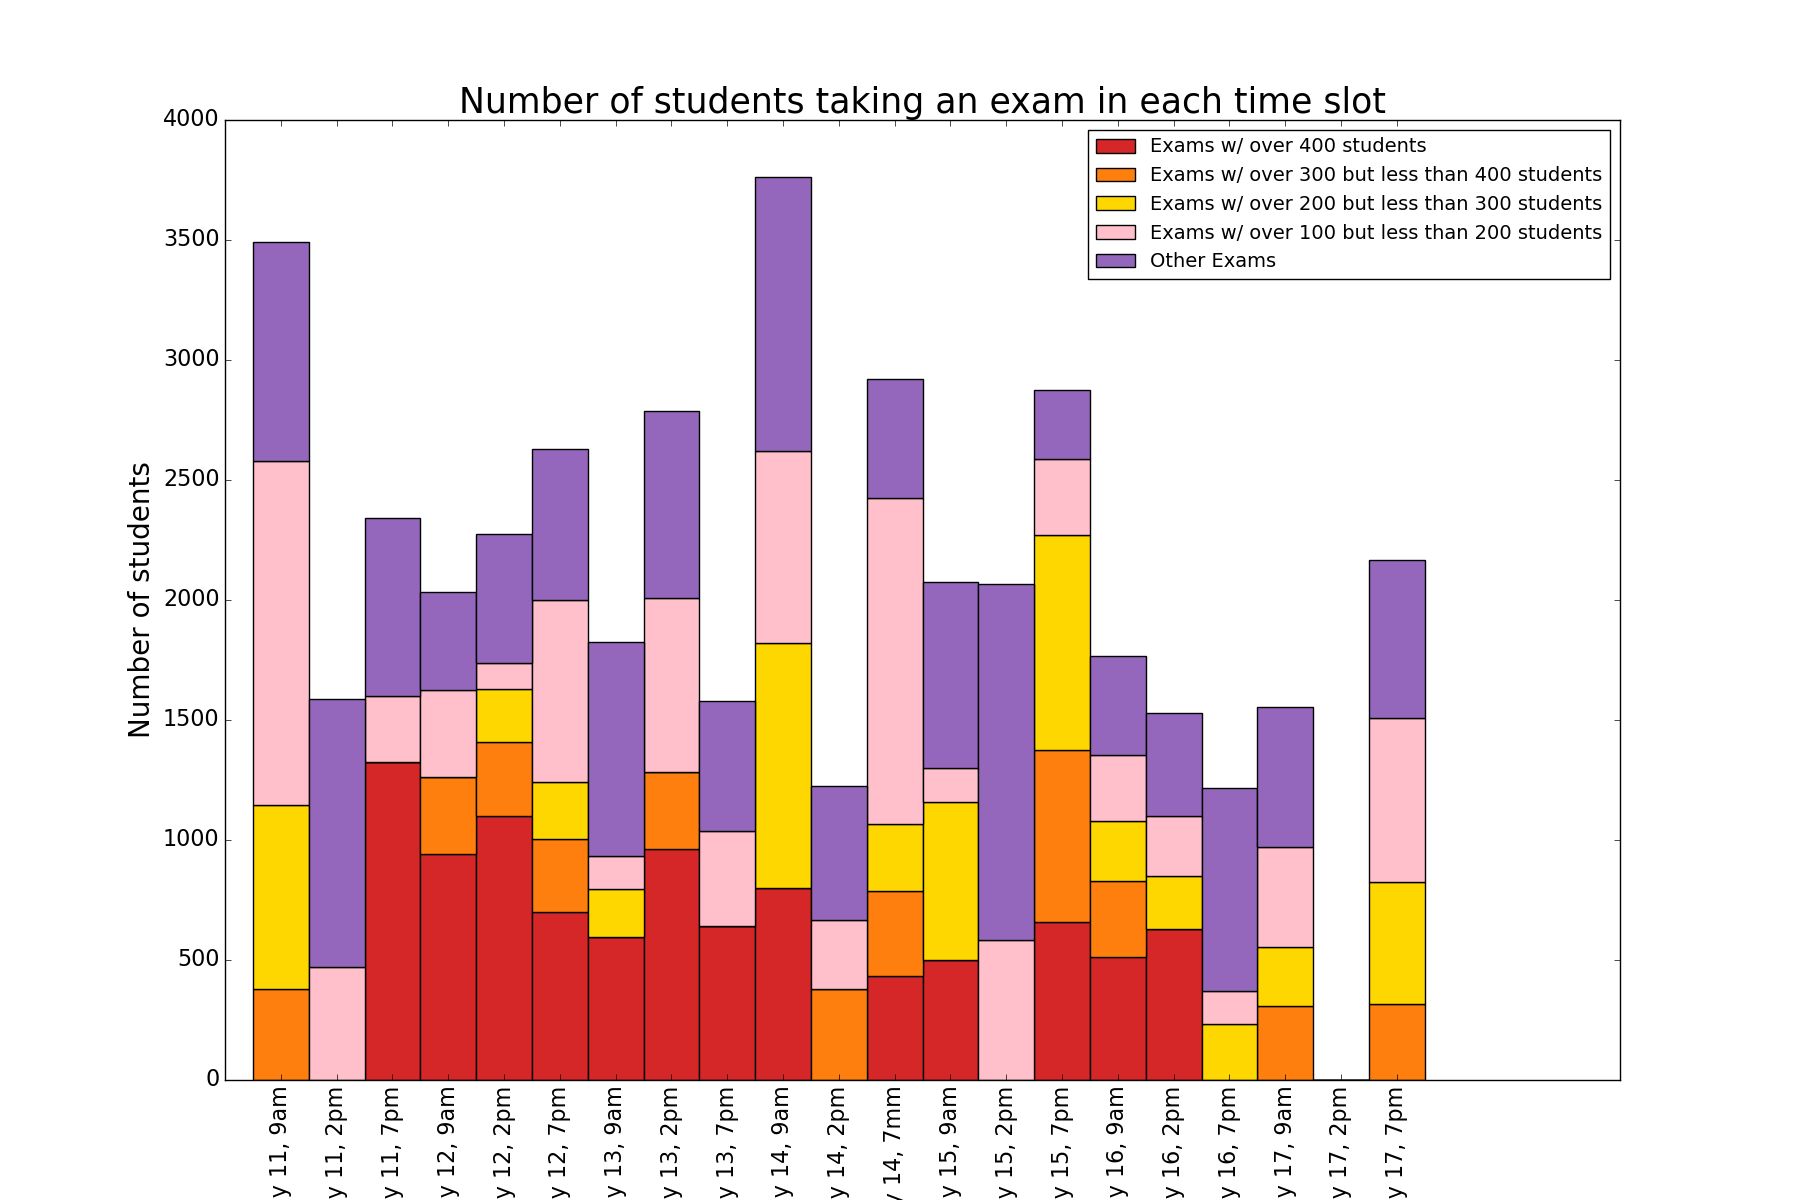 Number of students taking an exam in each time slot
Exams w/ over 400 students
Exams w/ over 300 but less than 400 students
Exams w/ over 200 but less than 300 students
Exams w/ over 100 but less than 200 students
Other Exams
Number of students
4000
3500
3000
2500
2000
1500
1000
500
0
y 11, 9am
y 11, 2pm
y 11, 7pm
y 12, 9am
y 12, 2pm
y 12, 7pm
y 13, 9am
y 13, 2pm
y 13, 7pm
y 14, 9am
y 14, 2pm
y 14, 7mm
y 15, 9am
y 15, 2pm
y 15, 7pm
y 16, 9am
y 16, 2pm
y 16, 7pm
y 17, 9am
y 17, 2pm
y 17, 7pm